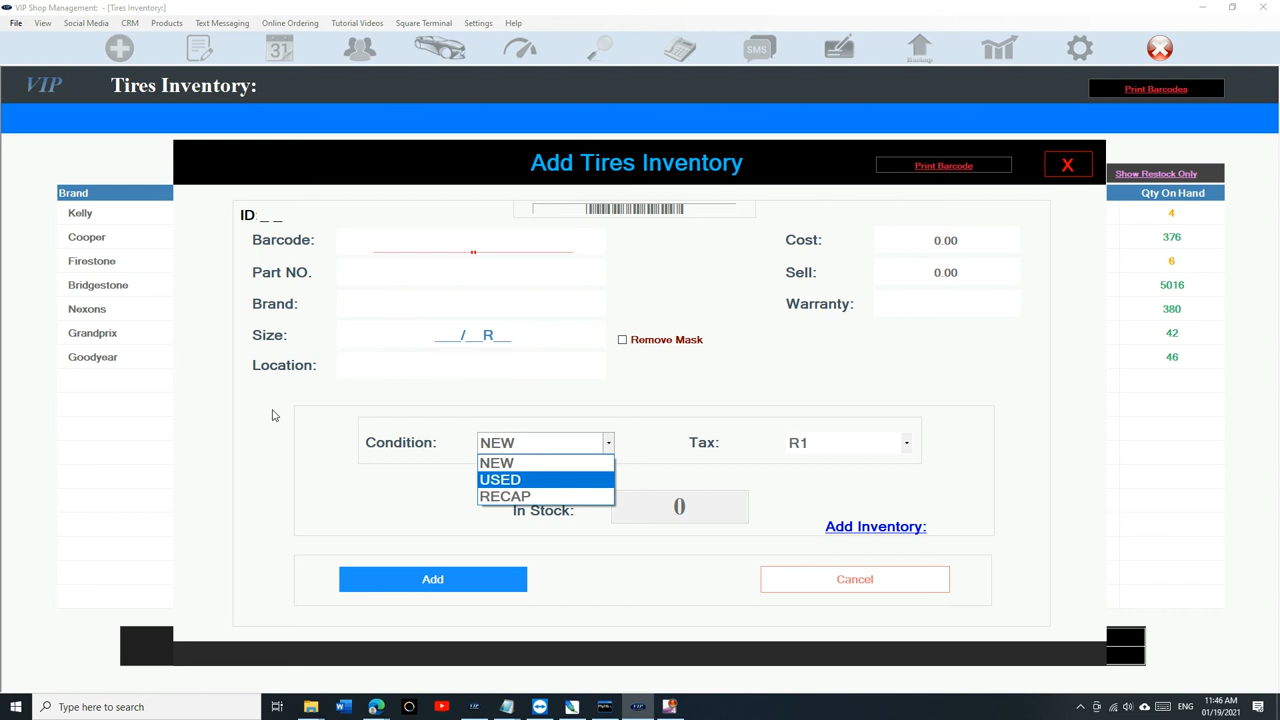 VIP Shop Management: - [Tires Inventory:]
File View Social Media CRM Products Text Messaging Online Ordering Tutorial Videos Square Terminal Settings Help
31 SMS Backup
VIP Tires Inventory: Print Barcodes
Add Tires Inventory Print Barcode X
Show Restock Only
Brand Qty On Hand
Kelly 4
Cooper 376
Firestone 6
Bridgestone 5016
Nexons 380
Grandprix 42
Goodyear 46
ID:_ _
Barcode: Cost: 0.00
Part NO. Sell: 0.00
Brand: Warranty:
Size: ___/__R__ Remove Mask
Location:
Condition: NEW Tax: R1
NEW
USED
RECAP
In Stock: 0
Add Inventory:
Add Cancel
Type here to search
ENG 11:46 AM
01/19/2021